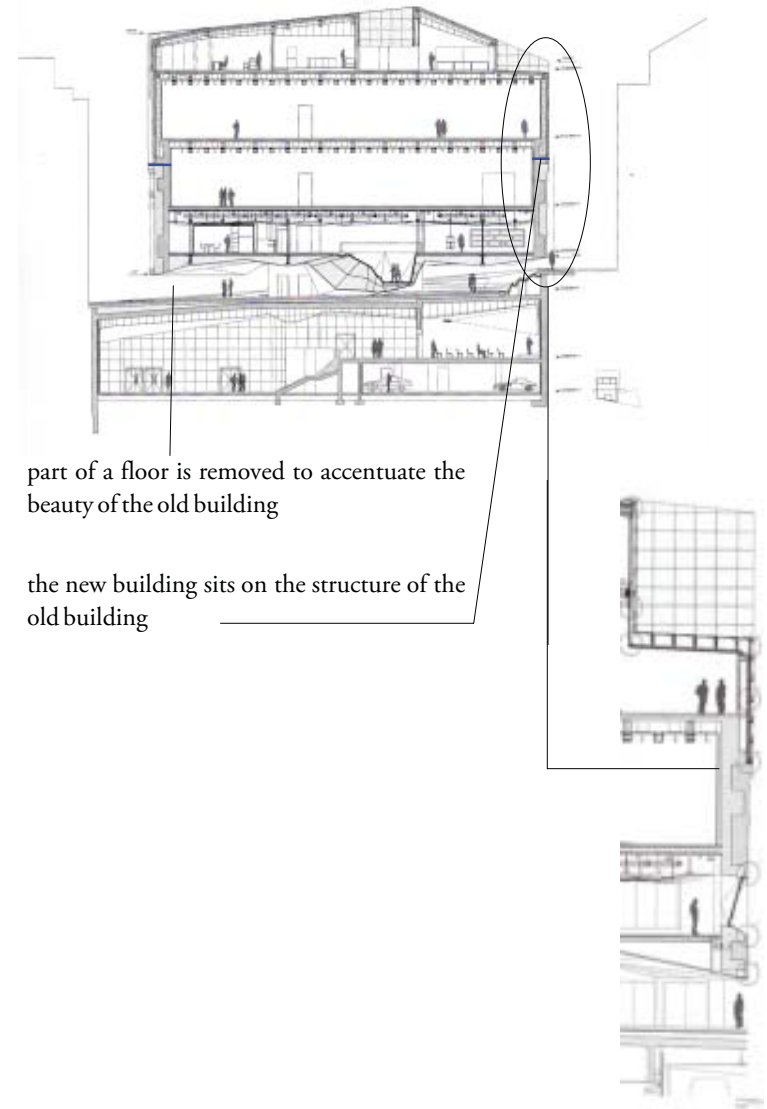 part of a floor is removed to accentuate the
beauty of the old building
the new building sits on the structure of the
old building